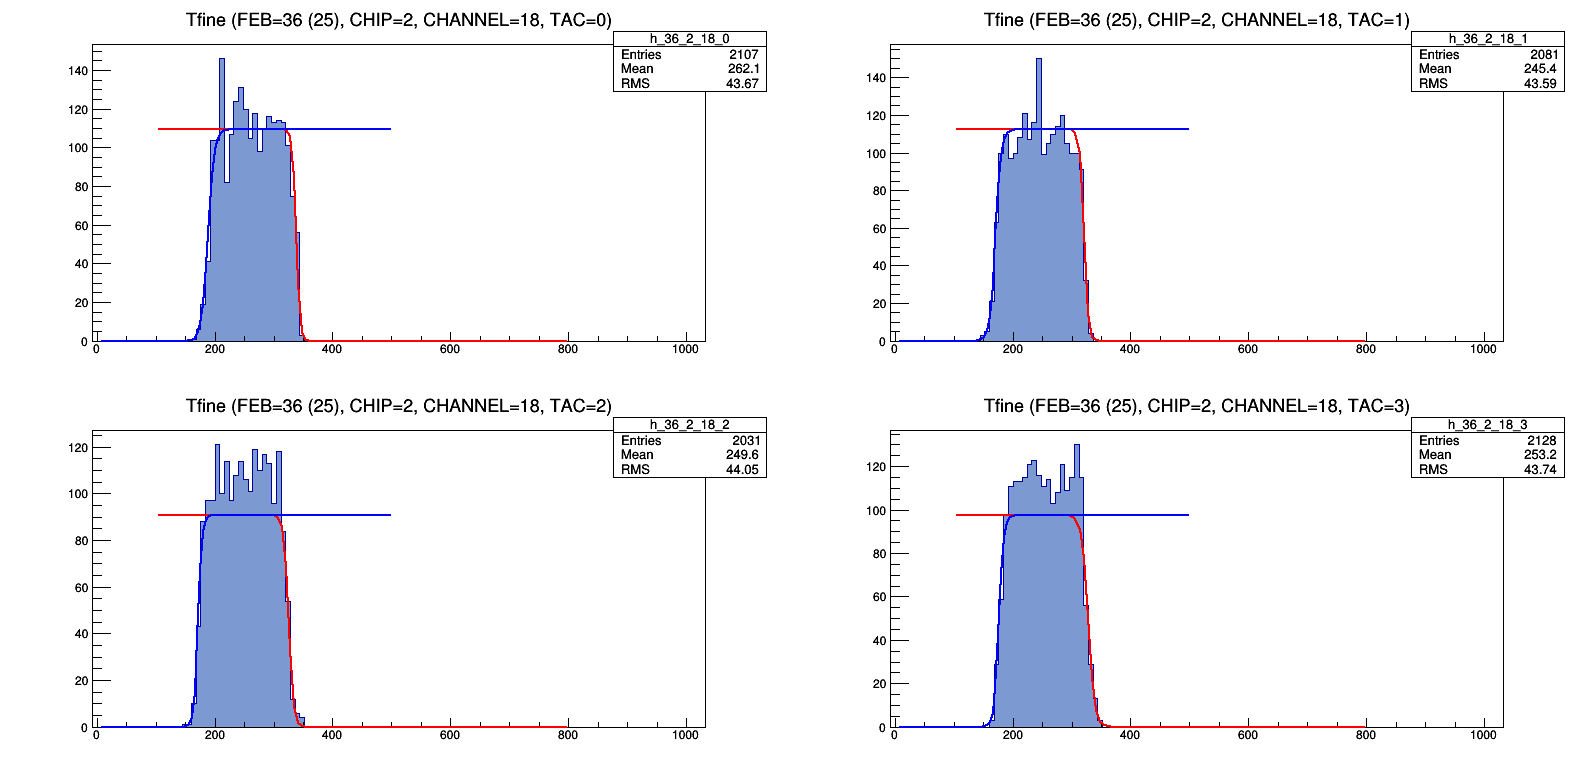 Tfine (FEB=36 (25), CHIP=2, CHANNEL=18, TAC=0)
h_36_2_18_0
Entries 2107
Mean 262.1
RMS 43.67
140
120
100
80
60
40
20
0
0 200 400 600 800 1000
Tfine (FEB=36 (25), CHIP=2, CHANNEL=18, TAC=1)
h_36_2_18_1
Entries 2081
Mean 245.4
RMS 43.59
140
120
100
80
60
40
20
0
0 200 400 600 800 1000
Tfine (FEB=36 (25), CHIP=2, CHANNEL=18, TAC=2)
h_36_2_18_2
Entries 2031
Mean 249.6
RMS 44.05
120
100
80
60
40
20
0
0 200 400 600 800 1000
Tfine (FEB=36 (25), CHIP=2, CHANNEL=18, TAC=3)
h_36_2_18_3
Entries 2128
Mean 253.2
RMS 43.74
120
100
80
60
40
20
0
0 200 400 600 800 1000